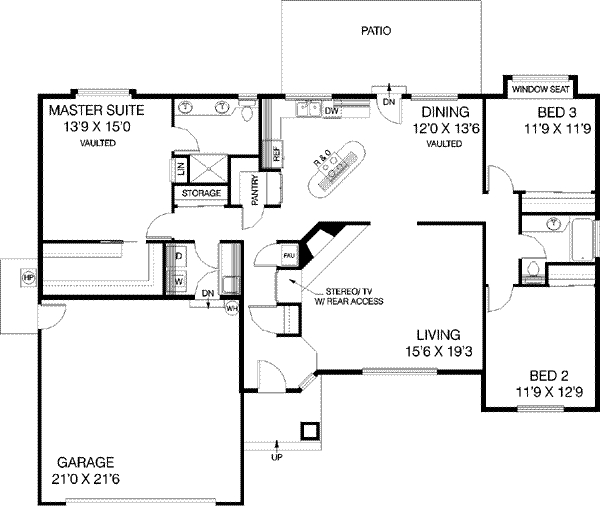 PATIO
WINDOW SEAT
MASTER SUITE
13'9 X 15'0
VAULTED
T
T
DW
DN
DINING
12'0 X 13'6
VAULTED
BED 3
11'9 X 11'9
REF
R & O
LIN
STORAGE
PANTRY
T
D
W
FAU
HP
DN
WH
STEREO/ TV
W/ REAR ACCESS
LIVING
15'6 X 19'3
BED 2
11'9 X 12'9
UP
GARAGE
21'0 X 21'6